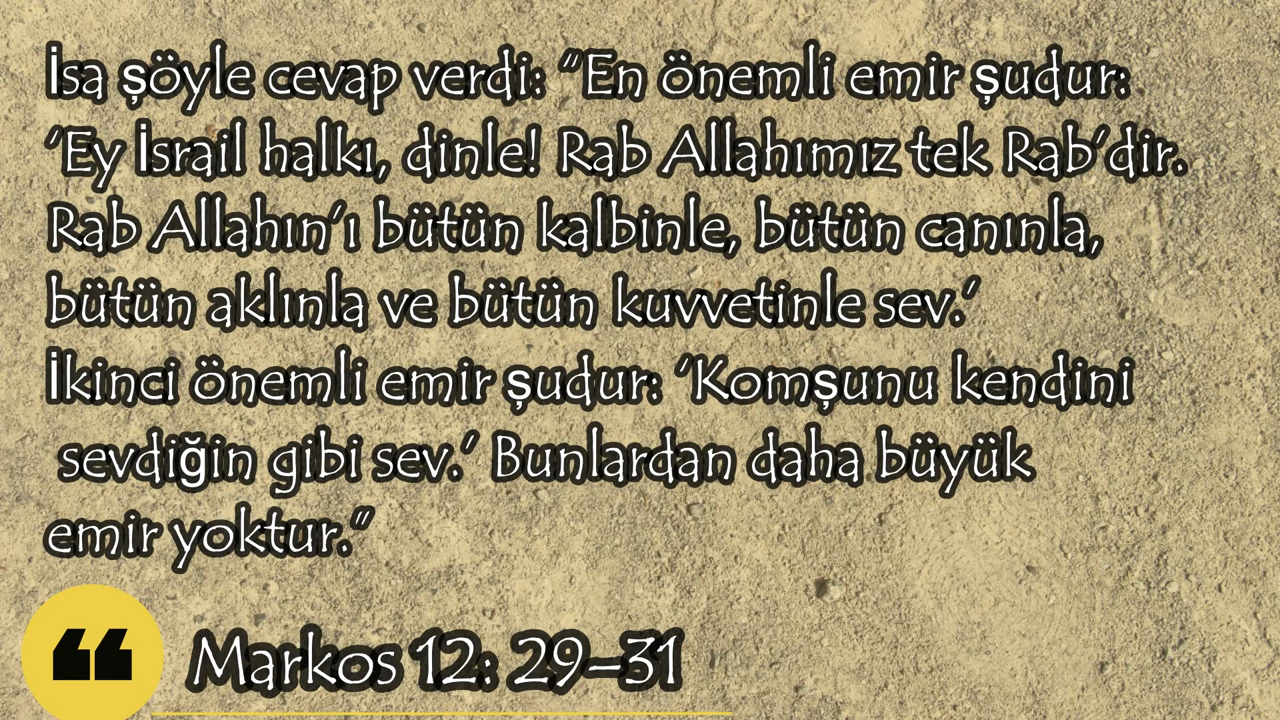 İsa şöyle cevap verdi: “En önemli emir şudur:
‘Ey İsrail halkı, dinle! Rab Allahımız tek Rab’dir.
Rab Allahın’ı bütün kalbinle, bütün canınla,
bütün aklınla ve bütün kuvvetinle sev.’
İkinci önemli emir şudur: ‘Komşunu kendini
sevdiğin gibi sev.’ Bunlardan daha büyük
emir yoktur.”
Markos 12: 29–31